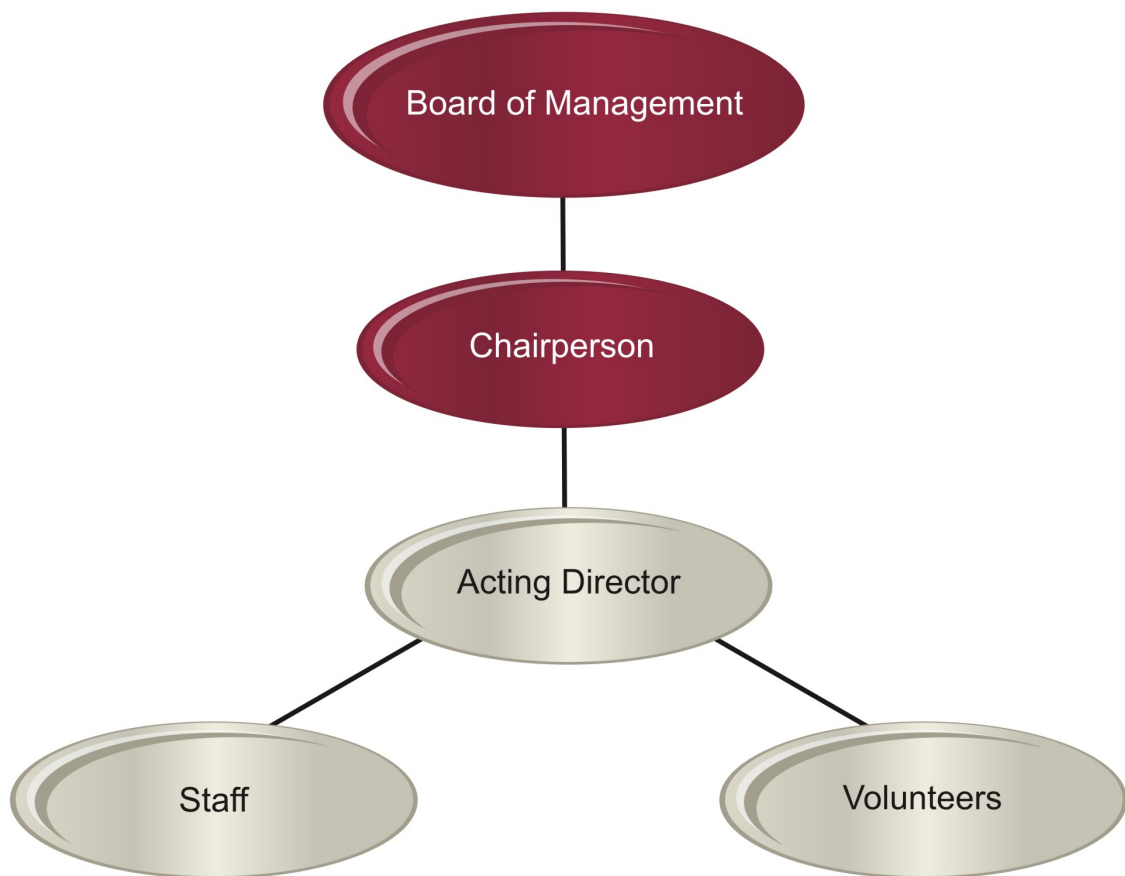 Board of Management
Chairperson
Acting Director
Staff
Volunteers